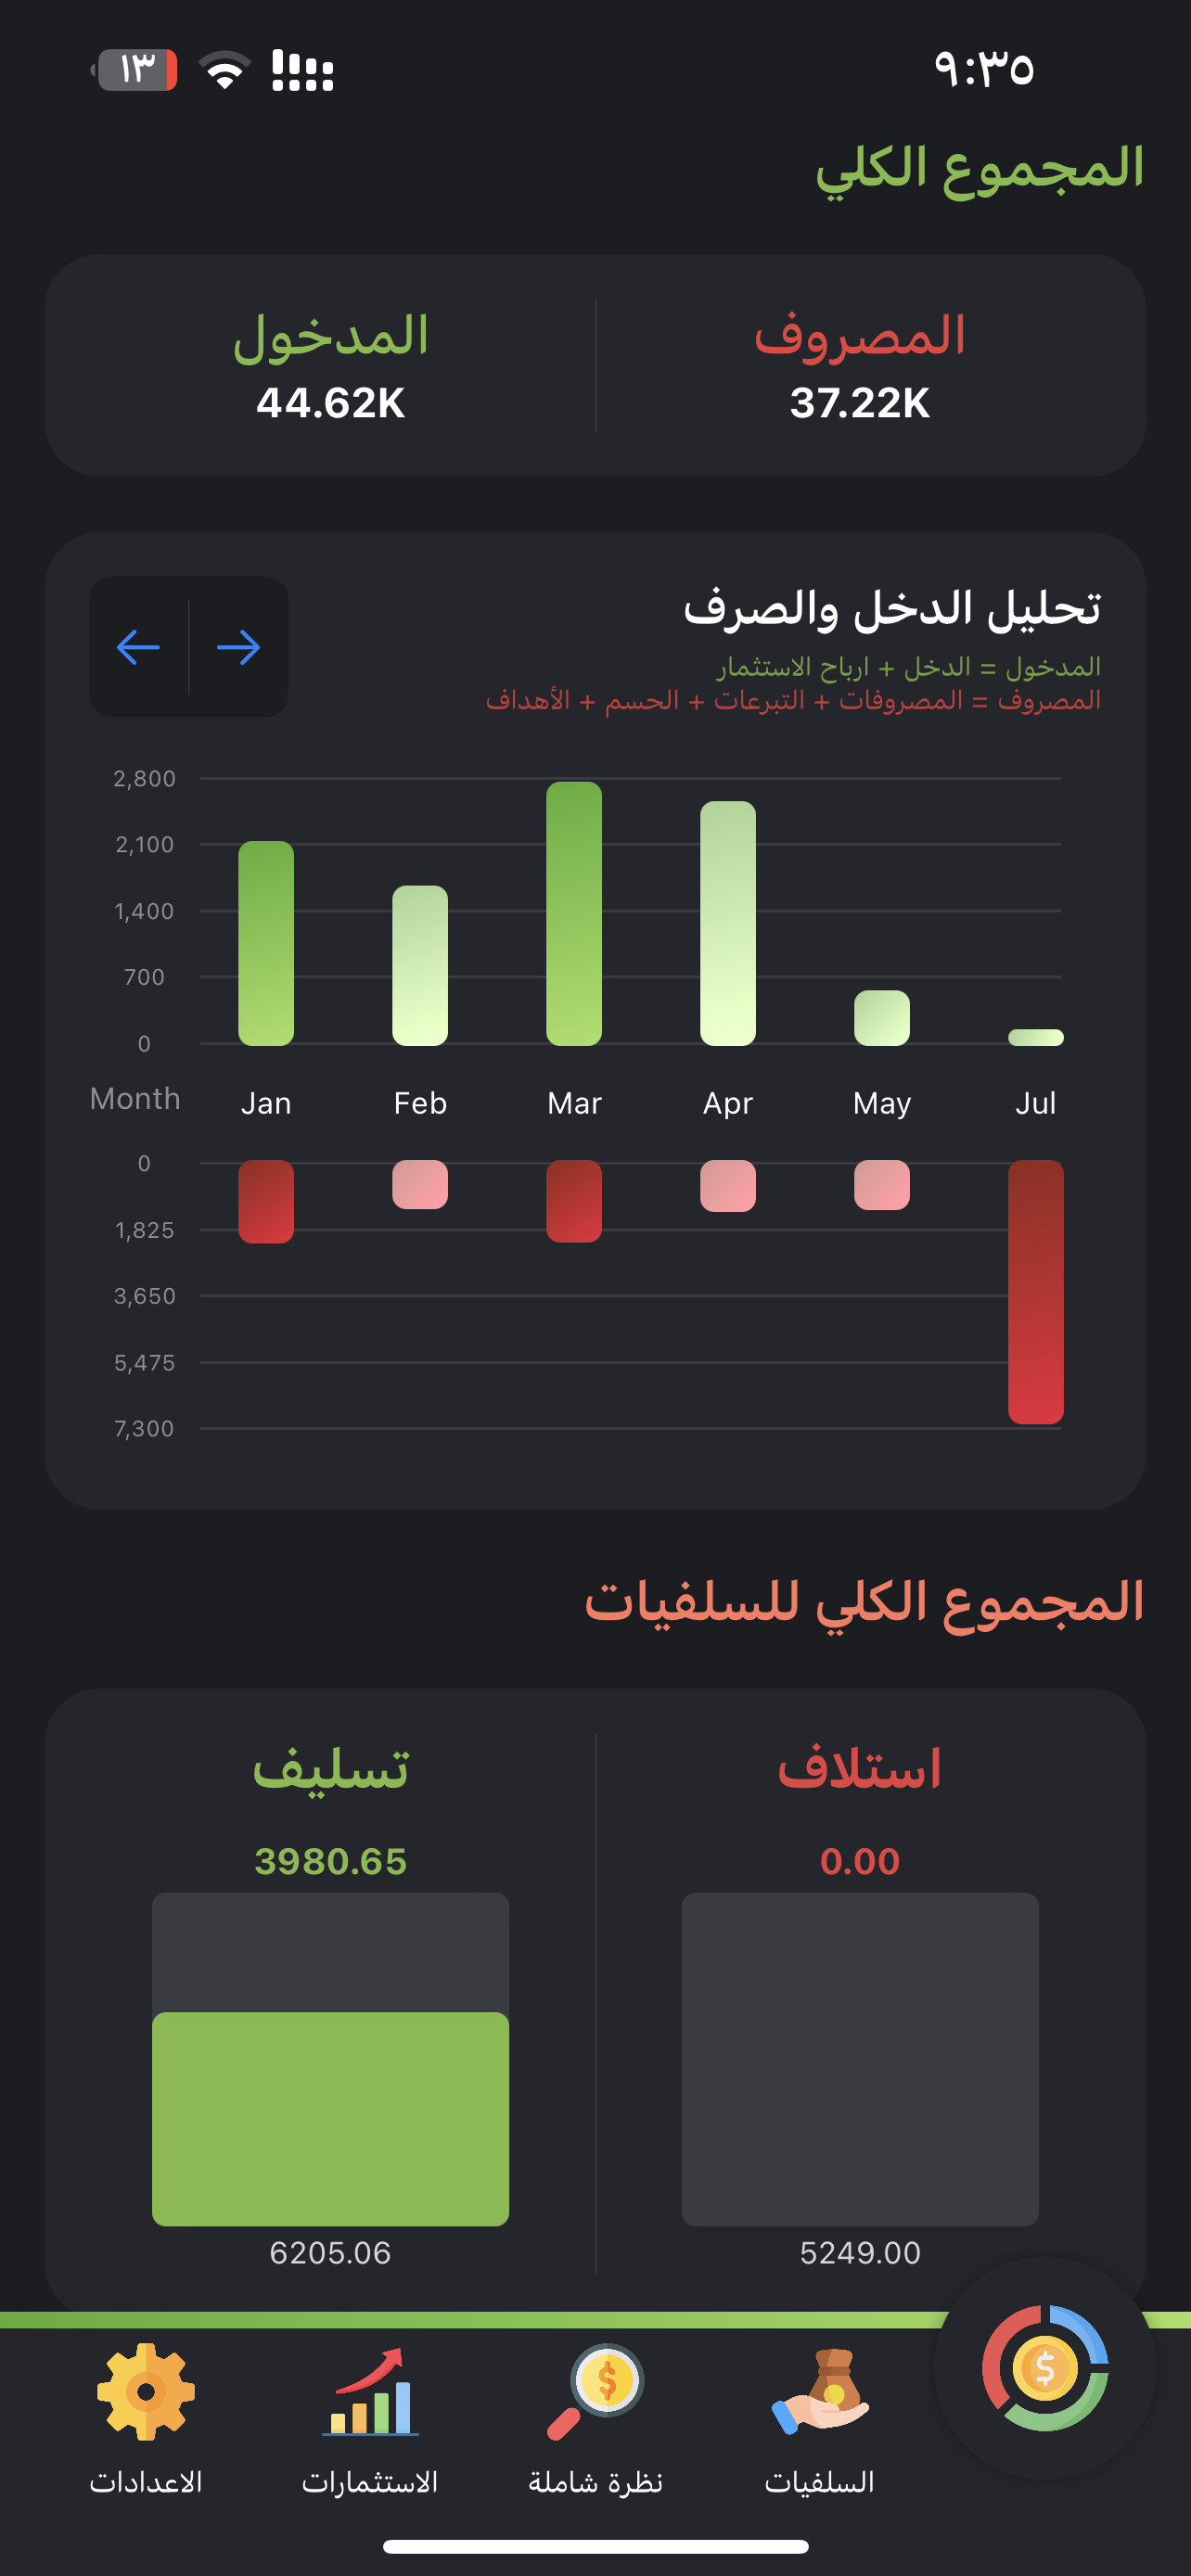 ٩:٣٥
١٣
المجموع الكلي
المصروف
37.22K
المدخول
44.62K
تحليل الدخل والصرف
المدخول = الدخل + ارباح الاستثمار
المصروف = المصروفات + التبرعات + الحسم + الأهداف
2,800
2,100
1,400
700
0
Month Jan Feb Mar Apr May Jul
0
1,825
3,650
5,475
7,300
المجموع الكلي للسلفيات
استلاف
0.00
5249.00
تسليف
3980.65
6205.06
السلفيات
نظرة شاملة
الاستثمارات
الاعدادات